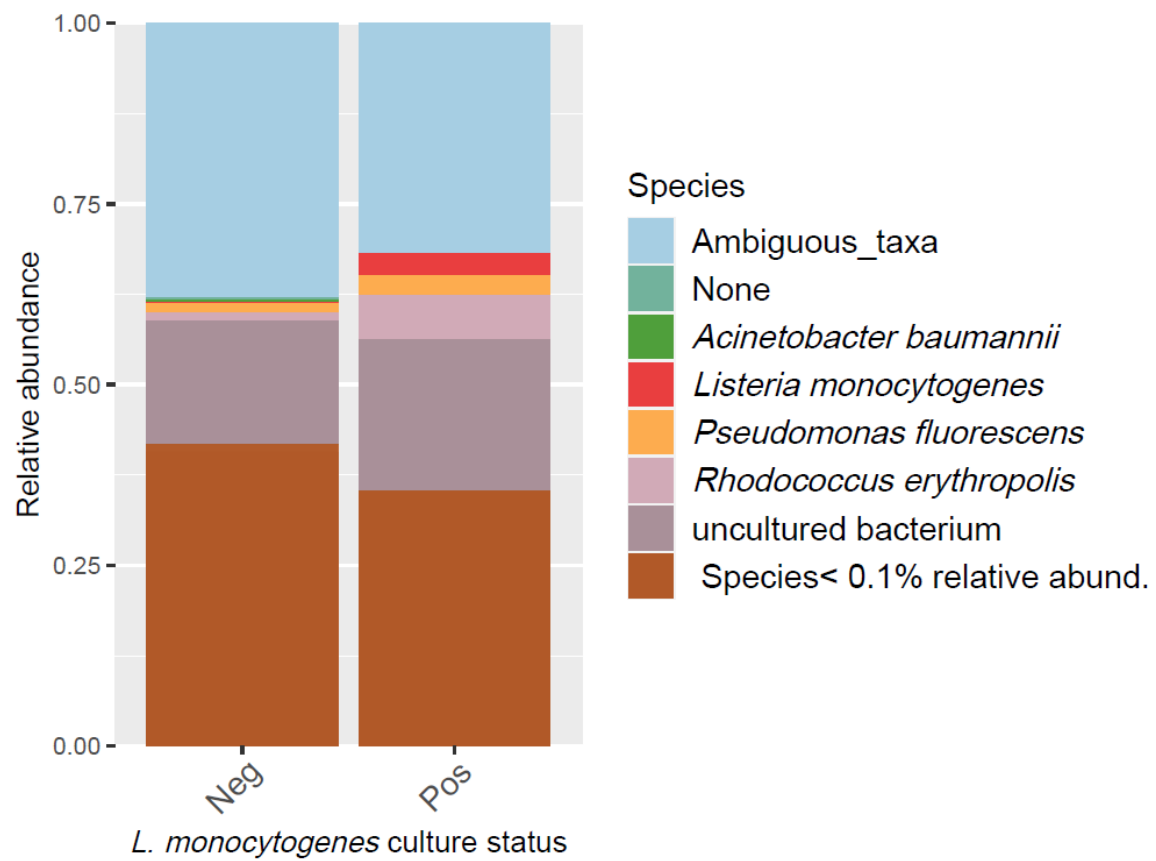 1.00
0.75
0.50
0.25
0.00
Relative abundance
Neg
Pos
L. monocytogenes culture status
Species
Ambiguous_taxa
None
Acinetobacter baumannii
Listeria monocytogenes
Pseudomonas fluorescens
Rhodococcus erythropolis
uncultured bacterium
Species< 0.1% relative abund.